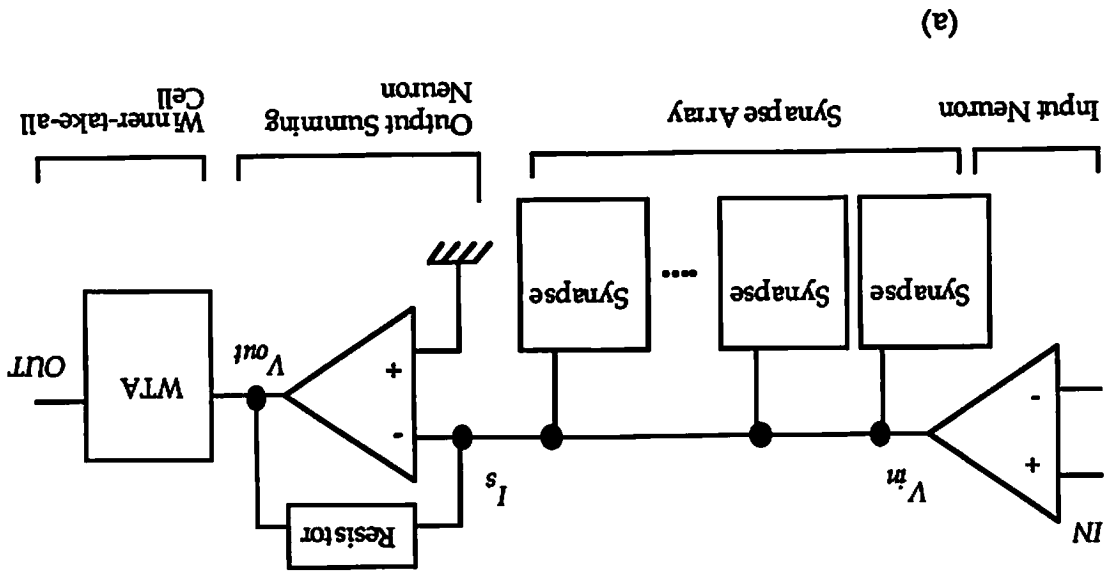 IN
+
-
V_in
Synapse
Synapse
.....
Synapse
I_s
Resistor
-
+
V_out
WTA
OUT
Input Neuron
Synapse Array
Output Summing
Neuron
Winner-take-all
Cell
(a)